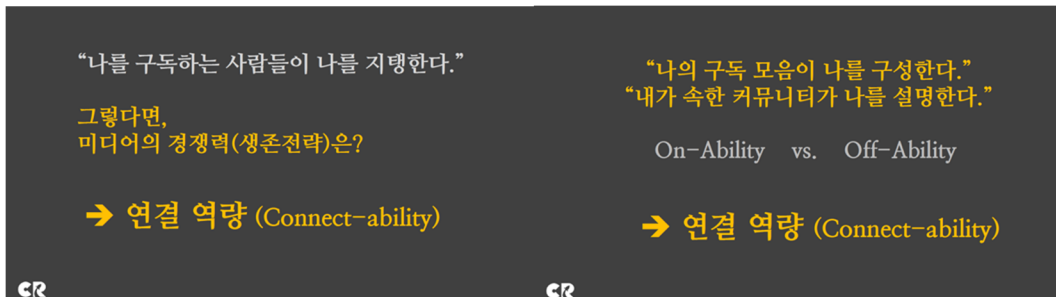 “나를 구독하는 사람들이 나를 지탱한다.”
그렇다면,
미디어의 경쟁력(생존전략)은?
➔ 연결 역량 (Connect-ability)
CR
“나의 구독 모음이 나를 구성한다.”
“내가 속한 커뮤니티가 나를 설명한다.”
On-Ability vs. Off-Ability
➔ 연결 역량 (Connect-ability)
CR